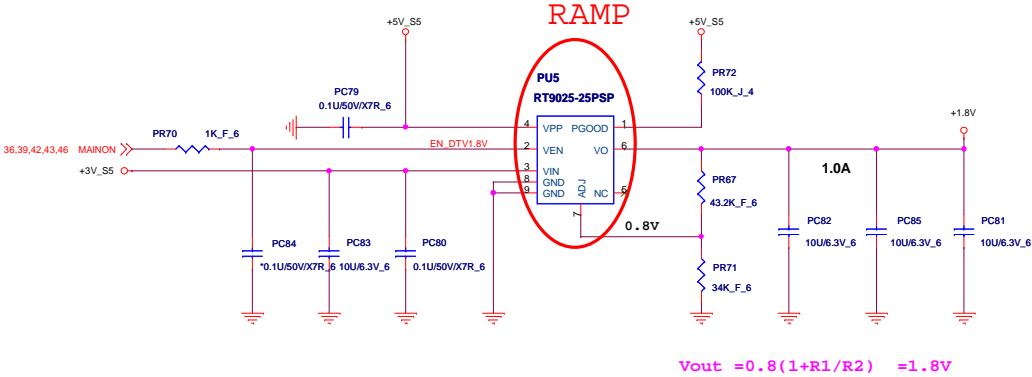 RAMP
+5V_S5
+5V_S5
PU5
RT9025-25PSP
PR72
100K_J_4
PC79
0.1U/50V/X7R_6
+1.8V
4 VPP PGOOD 1
PR70 1K_F_6
36,39,42,43,46 MAINON
EN_DTV1.8V
2 VEN VO 6
+3V_S5
3 VIN
8 GND
9 GND
ADJ
NC 5
7
1.0A
PR67
43.2K_F_6
0.8V
PC84
*0.1U/50V/X7R_6
PC83
10U/6.3V_6
PC80
0.1U/50V/X7R_6
PR71
34K_F_6
PC82
10U/6.3V_6
PC85
10U/6.3V_6
PC81
10U/6.3V_6
Vout =0.8(1+R1/R2) =1.8V